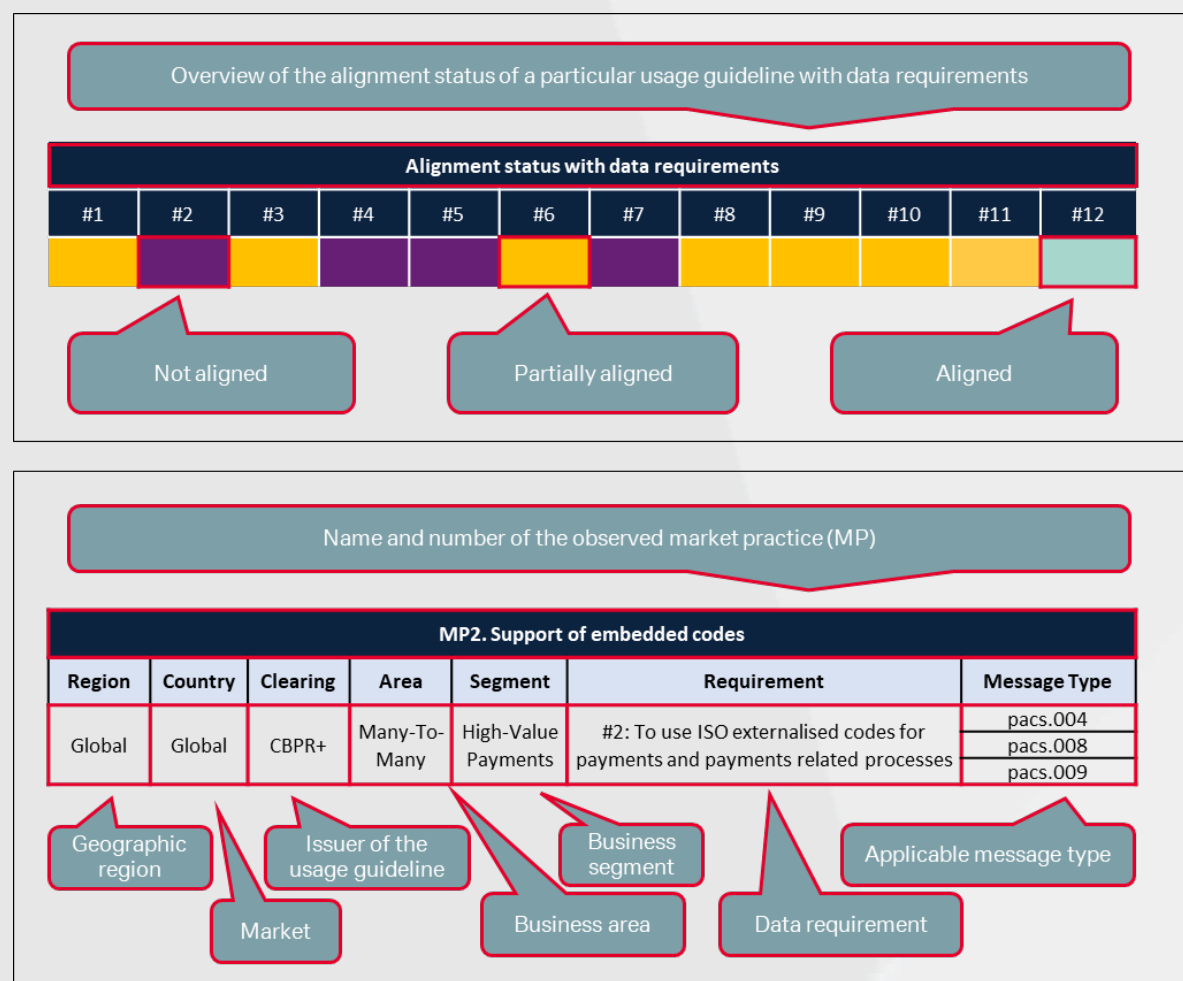 Overview of the alignment status of a particular usage guideline with data requirements
Alignment status with data requirements
#1 #2 #3 #4 #5 #6 #7 #8 #9 #10 #11 #12
Not aligned Partially aligned Aligned
Name and number of the observed market practice (MP)
MP2. Support of embedded codes
Region Country Clearing Area Segment Requirement Message Type
Global Global CBPR+ Many-To-
Many High-Value
Payments #2: To use ISO externalised codes for
payments and payments related processes pacs.004
pacs.008
pacs.009
Geographic
region
Issuer of the
usage guideline
Business
segment
Applicable message type
Market
Business area
Data requirement